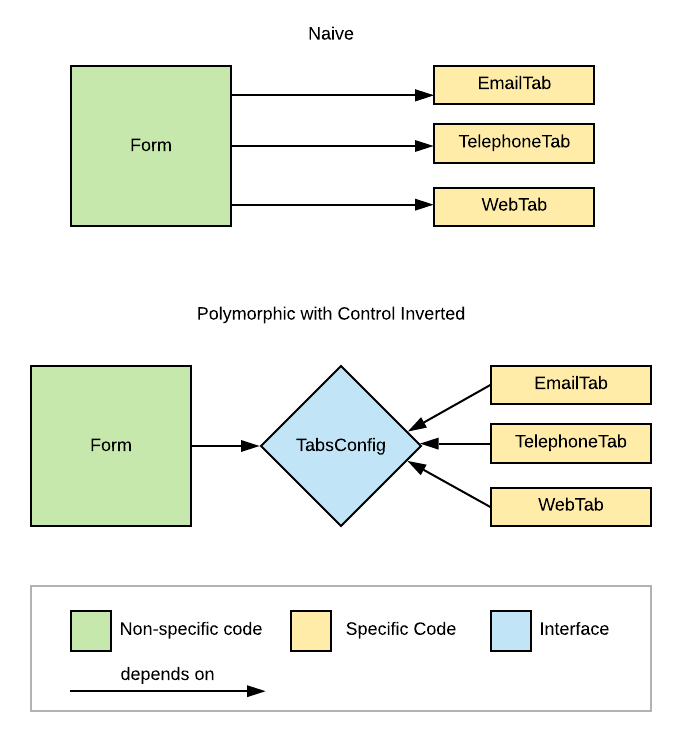 Naive
Form
EmailTab
TelephoneTab
WebTab
Polymorphic with Control Inverted
Form
TabsConfig
EmailTab
TelephoneTab
WebTab
Non-specific code
Specific Code
Interface
depends on